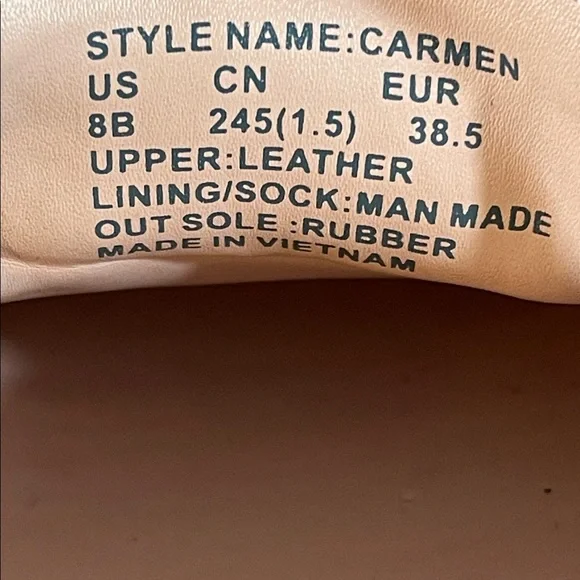 STYLE NAME:CARMEN
US CN EUR
8B 245(1.5) 38.5
UPPER:LEATHER
LINING/SOCK:MAN MADE
OUT SOLE :RUBBER
MADE IN VIETNAM